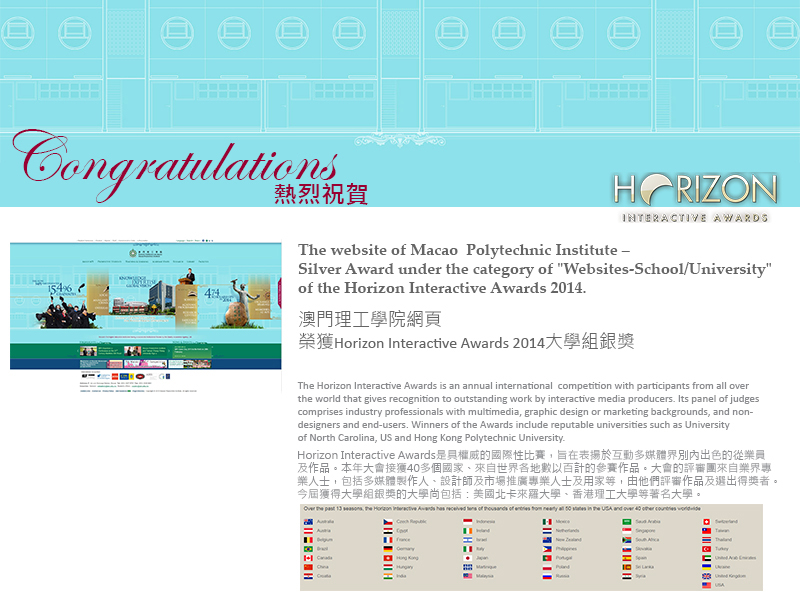 Congratulations
熱烈祝賀
HORIZON
INTERACTIVE AWARDS
15,496
KNOWLEDGE
EXPERTISE
GLOBAL VISION
474
The website of Macao Polytechnic Institute –
Silver Award under the category of "Websites-School/University"
of the Horizon Interactive Awards 2014.
澳門理工學院網頁
榮獲Horizon Interactive Awards 2014大學組銀獎
The Horizon Interactive Awards is an annual international competition with participants from all over
the world that gives recognition to outstanding work by interactive media producers. Its panel of judges
comprises industry professionals with multimedia, graphic design or marketing backgrounds, and non-
designers and end-users. Winners of the Awards include reputable universities such as University
of North Carolina, US and Hong Kong Polytechnic University.
Horizon Interactive Awards是具權威的國際性比賽，旨在表揚於互動多媒體界別內出色的從業員
及作品。本年大會接獲40多個國家、來自世界各地數以百計的參賽作品。大會的評審團來自業界專
業人士，包括多媒體製作人、設計師及市場推廣專業人士及用家等，由他們評審作品及選出得獎者。
今屆獲得大學組銀獎的大學尚包括：美國北卡來羅大學、香港理工大學等著名大學。
Over the past 13 seasons, the Horizon Interactive Awards has received tens of thousands of entries from nearly all 50 states in the USA and over 40 other countries worldwide
Australia Czech Republic Indonesia Mexico Saudi Arabia Switzerland
Austria Egypt Ireland Netherlands Singapore Taiwan
Belgium France Israel New Zealand South Africa Thailand
Brazil Germany Italy Philippines Slovakia Turkey
Canada Hong Kong Japan Portugal Spain United Arab Emirates
China Hungary Martinique Poland Sri Lanka Ukraine
Croatia India Malaysia Russia Syria United Kingdom
USA